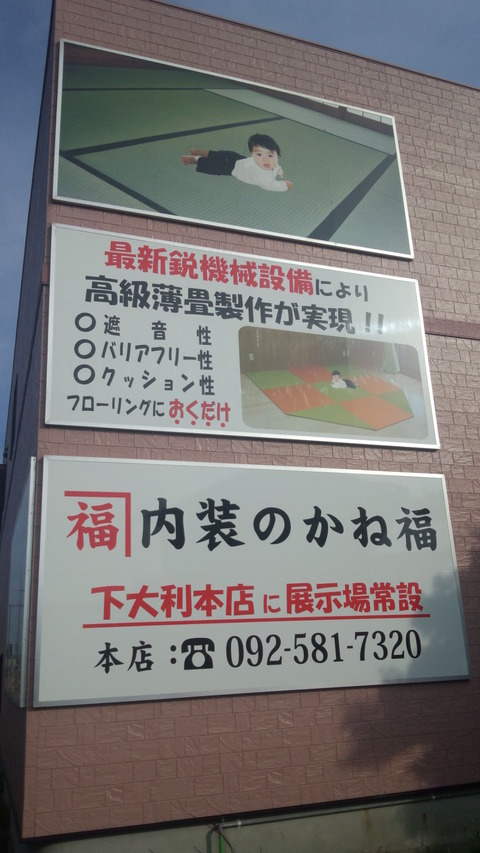 最新鋭機械設備により
高級薄畳製作が実現!!
○遮音性
○バリアフリー性
○クッション性
フローリングにおくだけ
福 内装のかね福
下大利本店に展示場常設
本店:☎092-581-7320